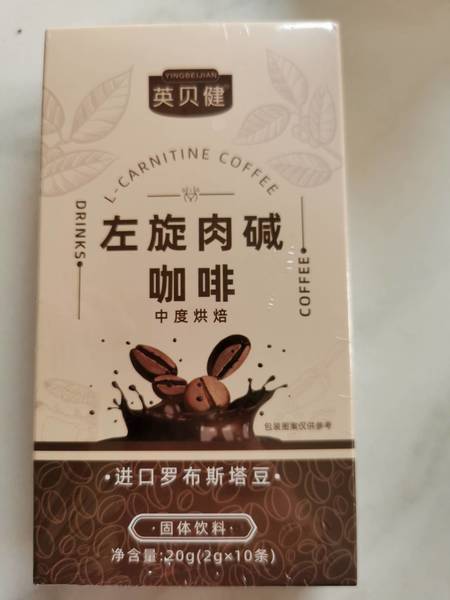 YINGBEIJIAN
英贝健
L-CARNITINE COFFEE
DRINKS
左旋肉碱
咖啡
中度烘焙
COFFEE
包装图案仅供参考
·进口罗布斯塔豆·
·固体饮料·
净含量:20g(2g×10条)